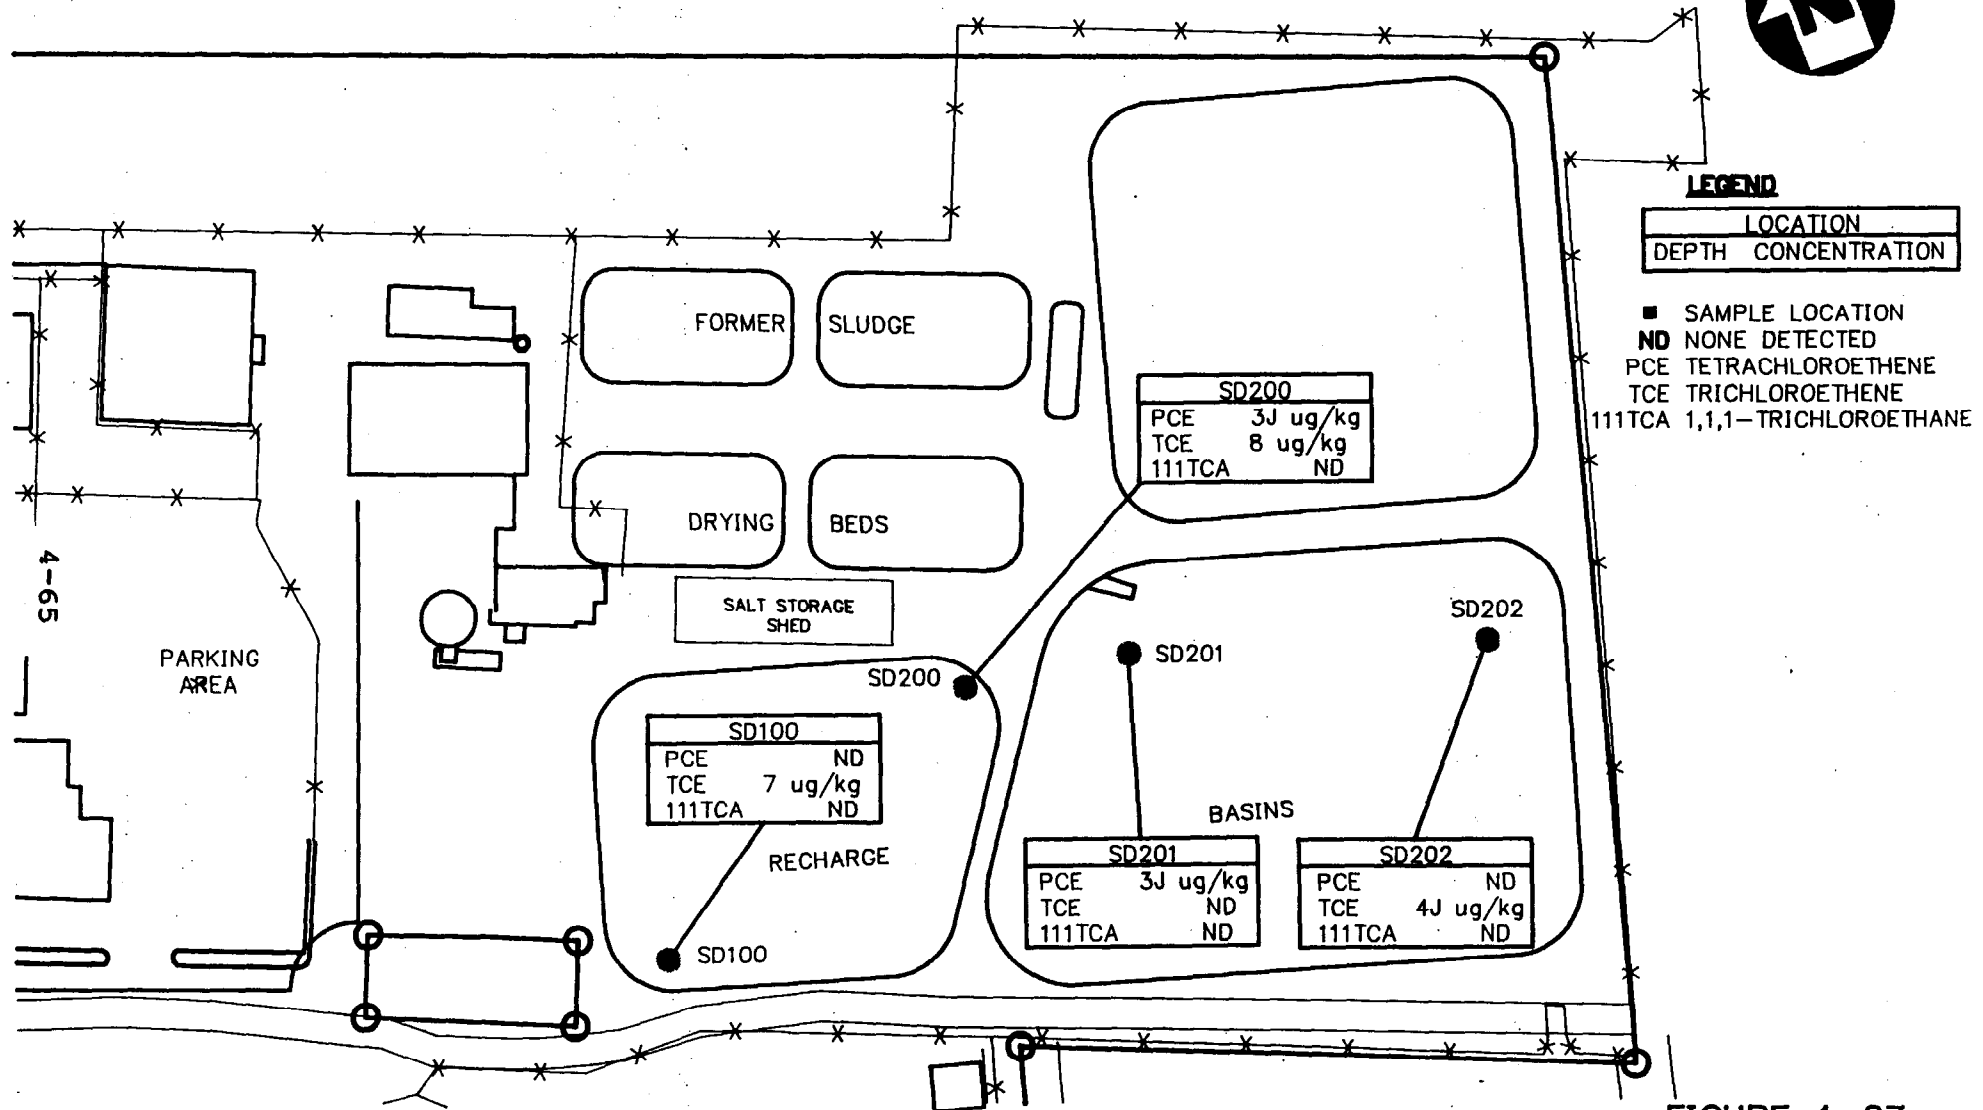 N
LEGEND
LOCATION
DEPTH CONCENTRATION
SAMPLE LOCATION
ND NONE DETECTED
PCE TETRACHLOROETHENE
TCE TRICHLOROETHENE
111TCA 1,1,1-TRICHLOROETHANE
FORMER SLUDGE
DRYING BEDS
SALT STORAGE
SHED
4-65
PARKING
AREA
SD200
PCE 3J ug/kg
TCE 8 ug/kg
111TCA ND
SD200
SD201
SD202
SD100
PCE ND
TCE 7 ug/kg
111TCA ND
RECHARGE
SD100
BASINS
SD201
PCE 3J ug/kg
TCE ND
111TCA ND
SD202
PCE ND
TCE 4J ug/kg
111TCA ND